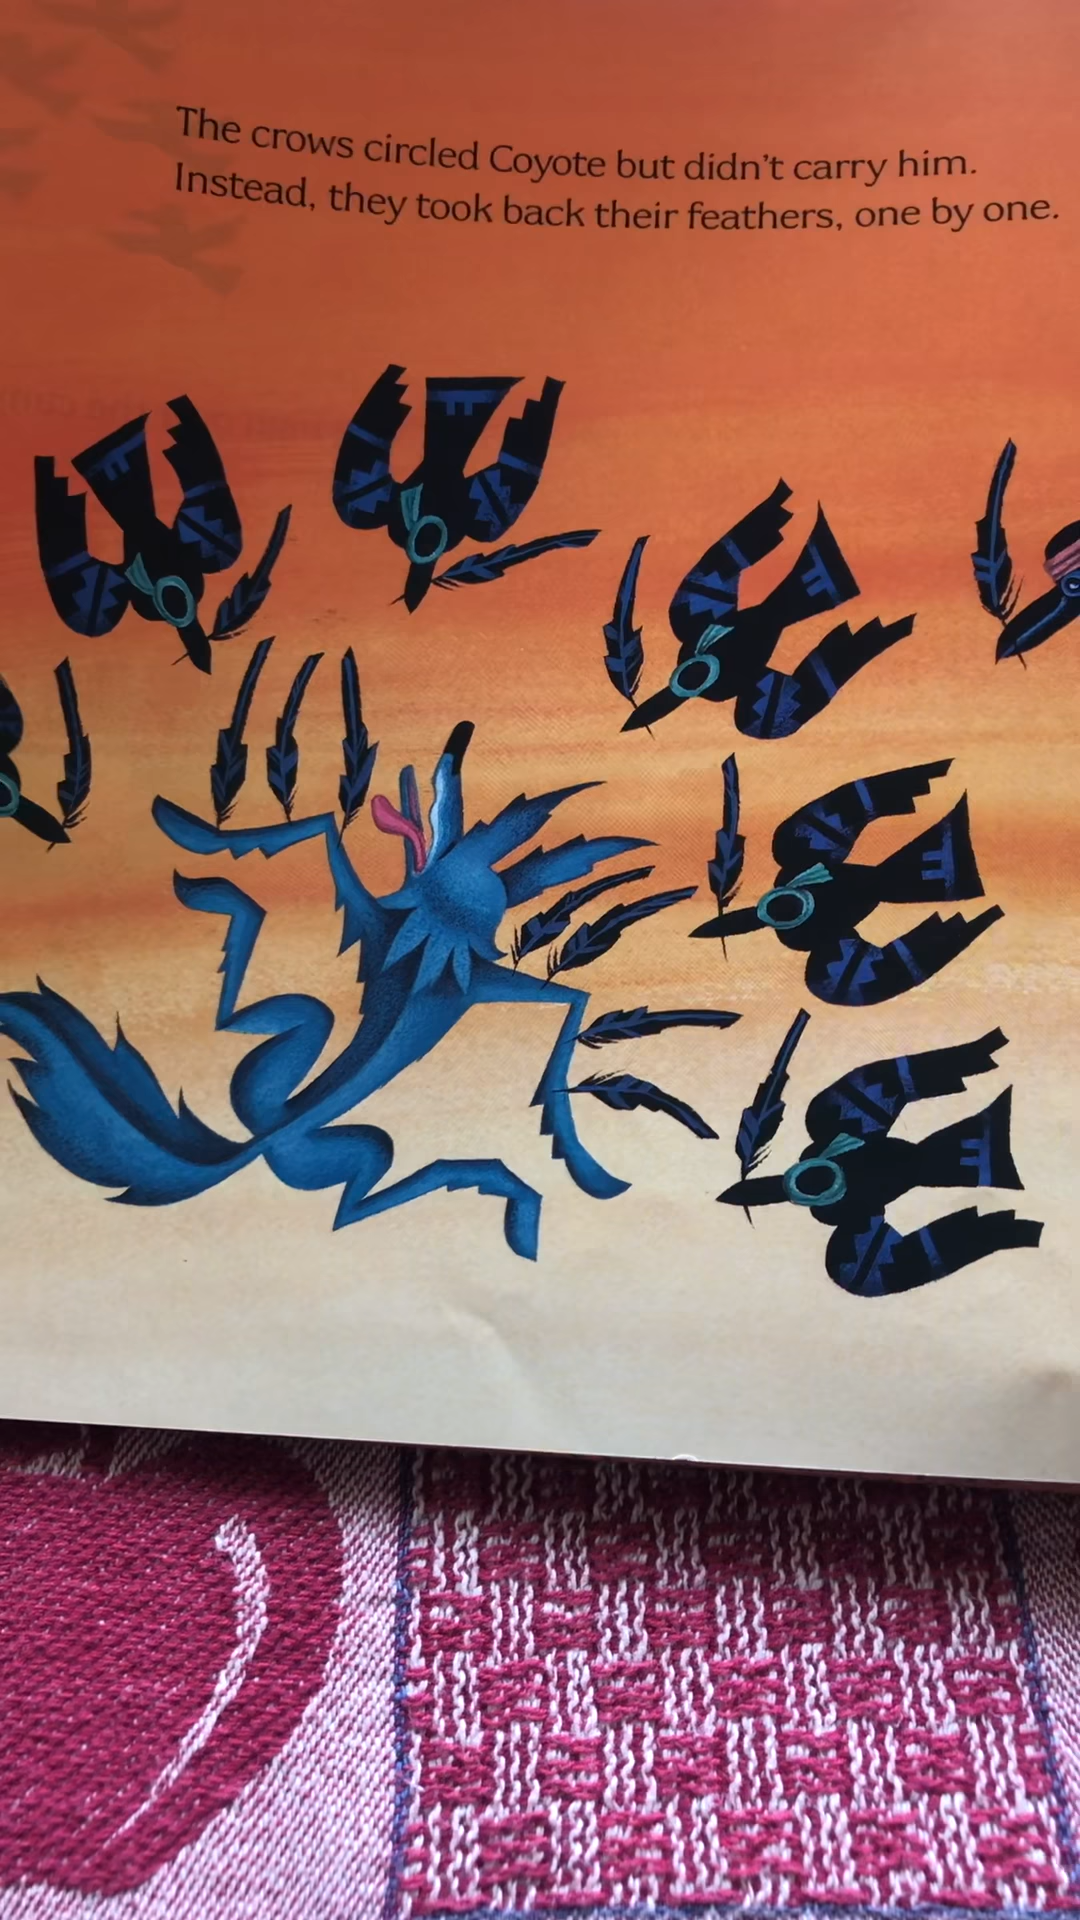 The crows circled Coyote but didn't carry him.
Instead, they took back their feathers, one by one.